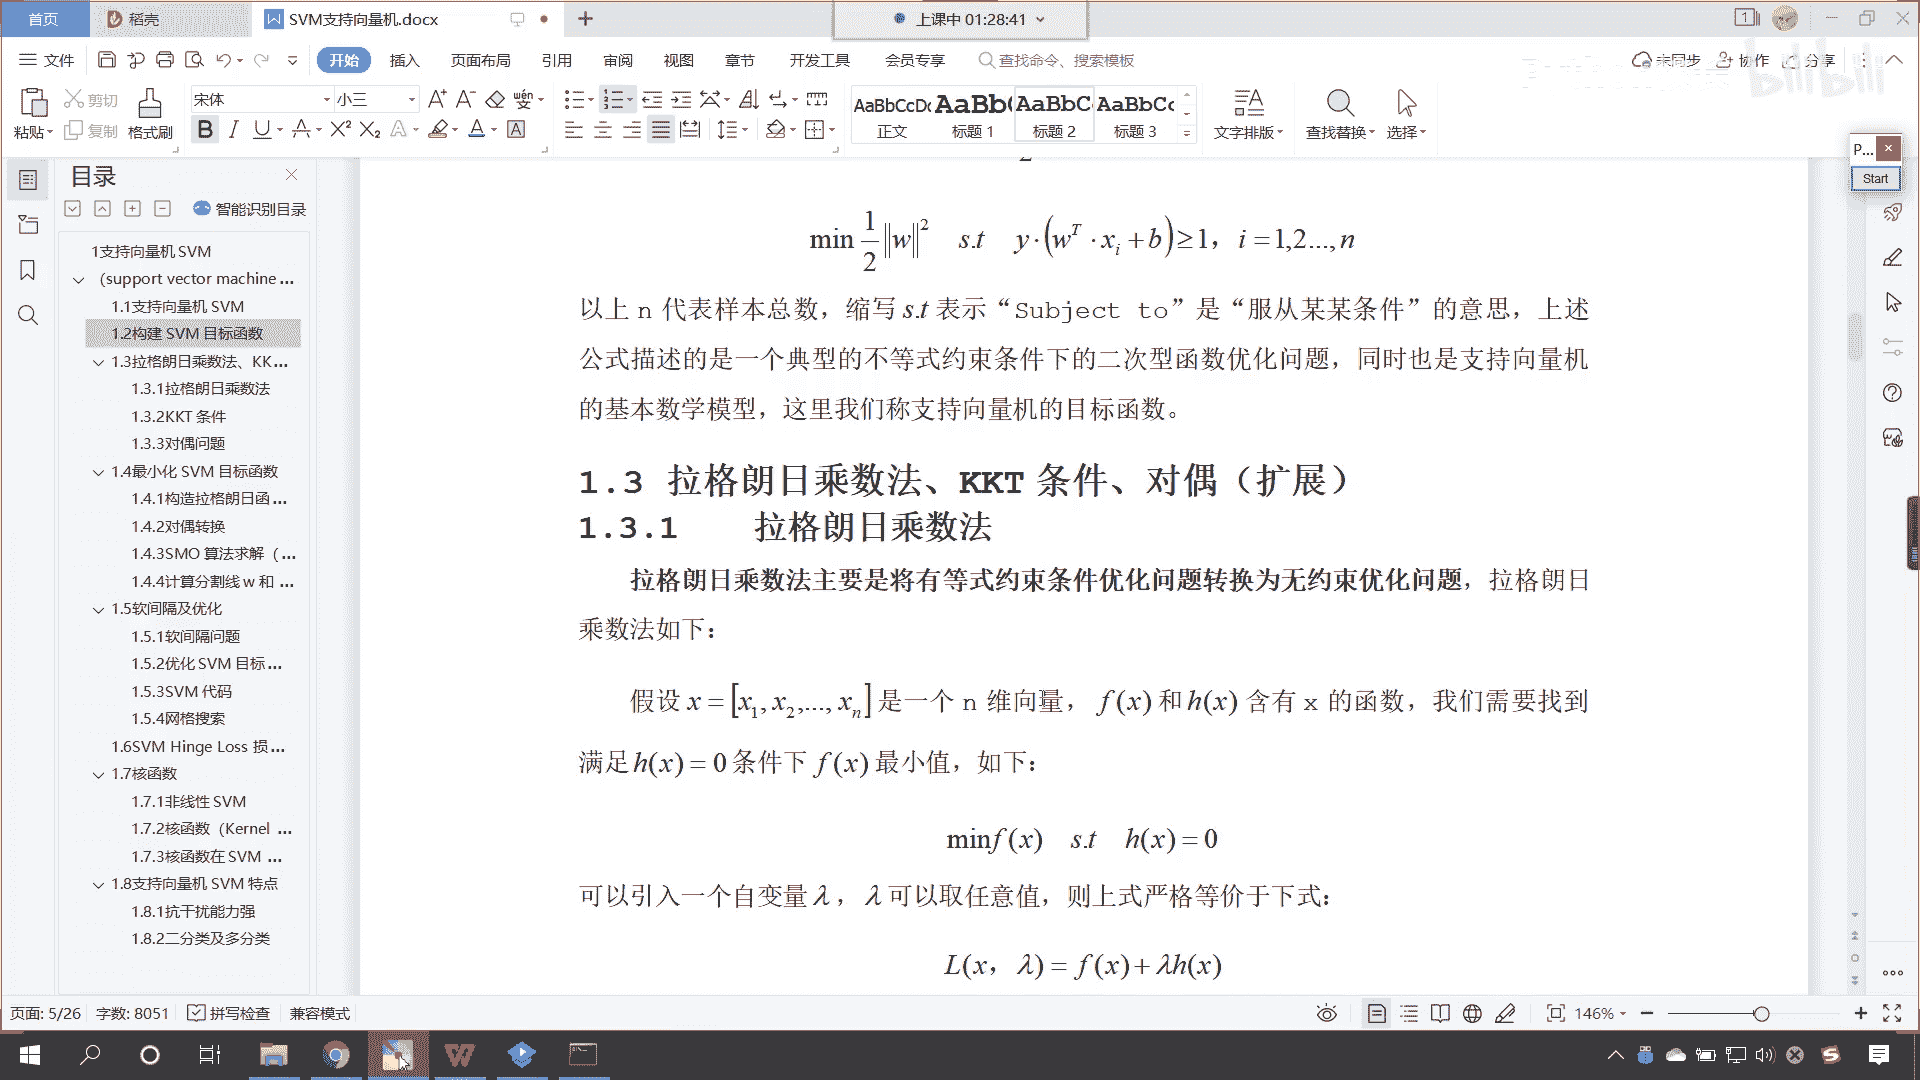 首页
稻壳
SVM支持向量机.docx
上课中 01:28:41
文件
开始
插入
页面布局
引用
审阅
视图
章节
开发工具
会员专享
查找命令、搜索模板
未同步
协作
分享
bilibili
粘贴
剪切
复制
格式刷
宋体
小三
AaBbCcDc
正文
AaBb(
标题 1
AaBbC
标题 2
AaBbCc
标题 3
文字排版
查找替换
选择
P...
Start
目录
智能识别目录
1支持向量机 SVM
(support vector machine ...
1.1支持向量机 SVM
1.2构建 SVM 目标函数
1.3拉格朗日乘数法、KK...
1.3.1拉格朗日乘数法
1.3.2KKT 条件
1.3.3对偶问题
1.4最小化 SVM 目标函数
1.4.1构造拉格朗日函 ...
1.4.2对偶转换
1.4.3SMO 算法求解（ ...
1.4.4计算分割线 w 和 ...
1.5软间隔及优化
1.5.1软间隔问题
1.5.2优化 SVM 目标 ...
1.5.3SVM 代码
1.5.4网格搜索
1.6SVM Hinge Loss 损 ...
1.7核函数
1.7.1非线性 SVM
1.7.2核函数（Kernel ...
1.7.3核函数在 SVM ...
1.8支持向量机 SVM 特点
1.8.1抗干扰能力强
1.8.2二分类及多分类
2
min 1/2 ||w||² s.t y·(w^T·x_i+b)≥1，i=1,2...,n
以上 n 代表样本总数，缩写 s.t 表示“Subject to”是“服从某某条件”的意思，上述
公式描述的是一个典型的不等式约束条件下的二次型函数优化问题，同时也是支持向量机
的基本数学模型，这里我们称支持向量机的目标函数。
1.3 拉格朗日乘数法、KKT 条件、对偶（扩展）
1.3.1 拉格朗日乘数法
拉格朗日乘数法主要是将有等式约束条件优化问题转换为无约束优化问题，拉格朗日
乘数法如下：
假设 x=[x₁,x₂,...,xₙ] 是一个 n 维向量，f(x) 和 h(x) 含有 x 的函数，我们需要找到
满足 h(x)=0 条件下 f(x) 最小值，如下：
min f(x) s.t h(x)=0
可以引入一个自变量 λ，λ 可以取任意值，则上式严格等价于下式：
L(x，λ)=f(x)+λh(x)
页面: 5/26
字数: 8051
拼写检查
兼容模式
146%